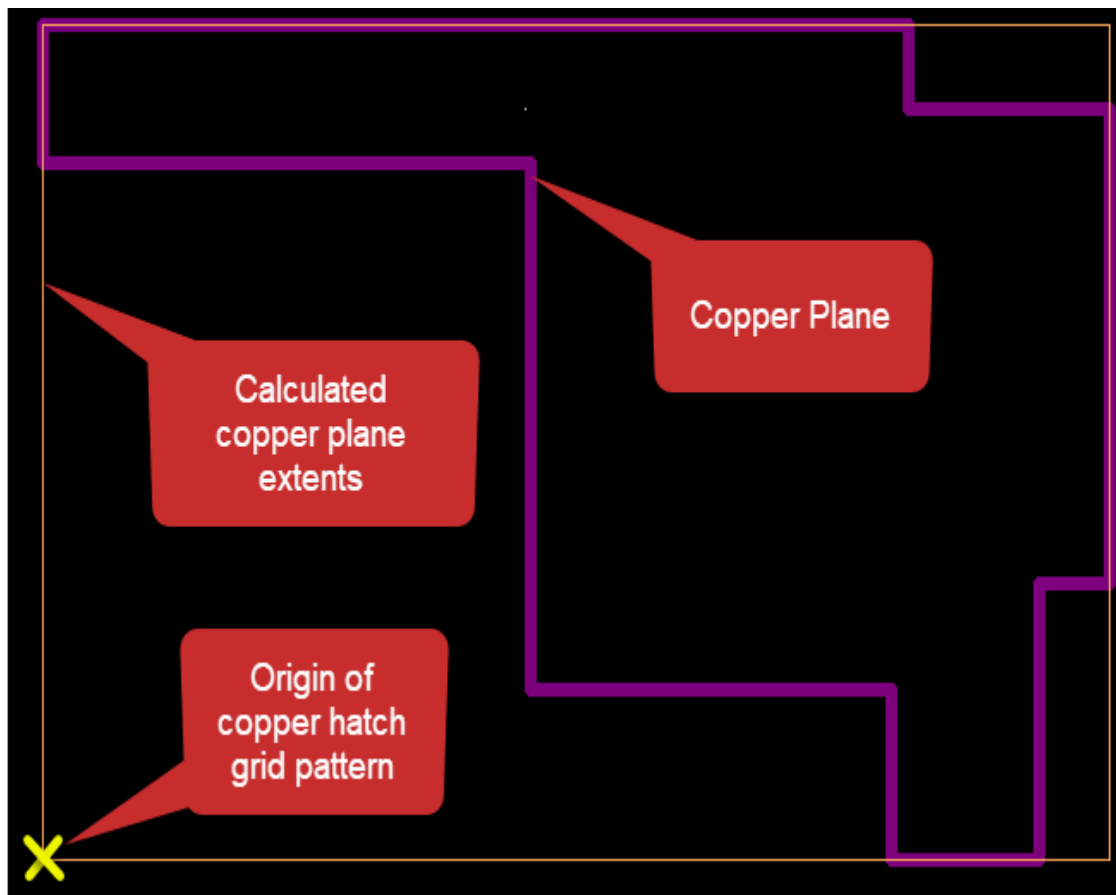 Copper Plane
Calculated
copper plane
extents
Origin of
copper hatch
grid pattern